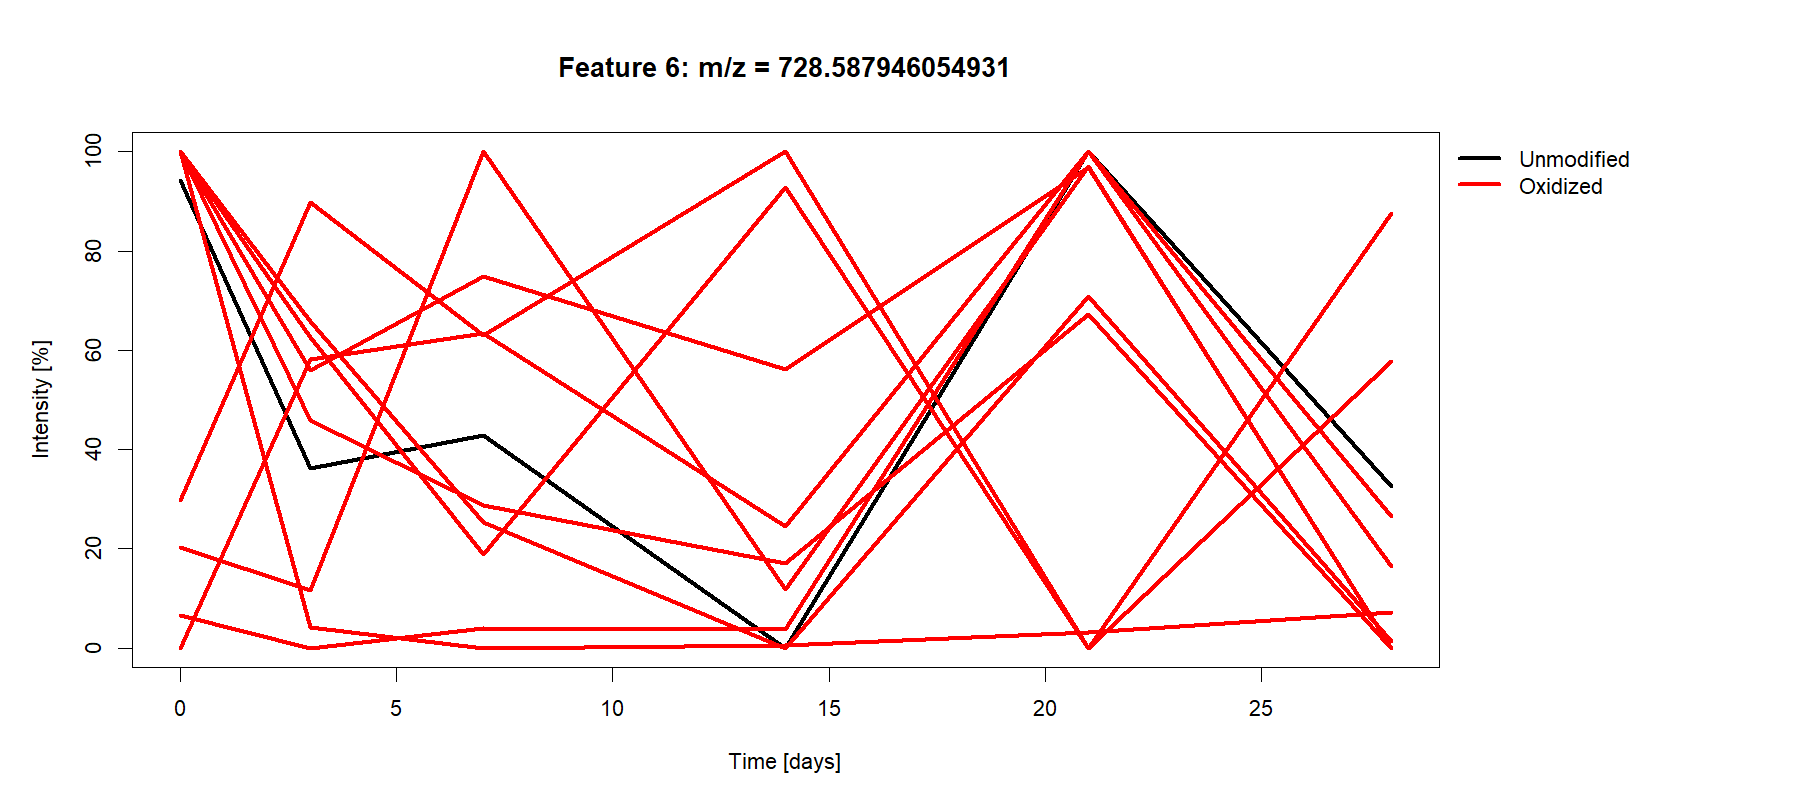 Feature 6: m/z = 728.587946054931
Unmodified
Oxidized
100
80
60
40
20
0
Intensity [%]
0 5 10 15 20 25
Time [days]